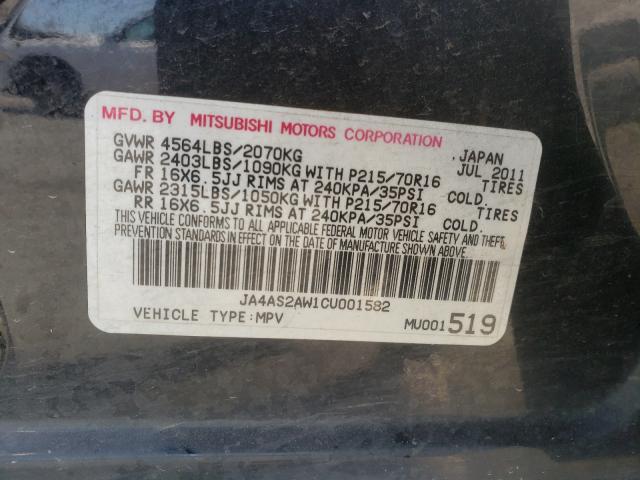 MFD. BY MITSUBISHI MOTORS CORPORATION
GVWR 4564LBS/2070KG JAPAN
GAWR 2403LBS/1090KG WITH P215/70R16 JUL 2011
FR 16X6.5JJ RIMS AT 240KPA/35PSI COLD. TIRES
GAWR 2315LBS/1050KG WITH P215/70R16
RR 16X6.5JJ RIMS AT 240KPA/35PSI COLD. TIRES
THIS VEHICLE CONFORMS TO ALL APPLICABLE FEDERAL MOTOR VEHICLE SAFETY AND THEFT
PREVENTION STANDARDS IN EFFECT ON THE DATE OF MANUFACTURE SHOWN ABOVE.
JA4AS2AW1CU001582
VEHICLE TYPE:MPV MU001519